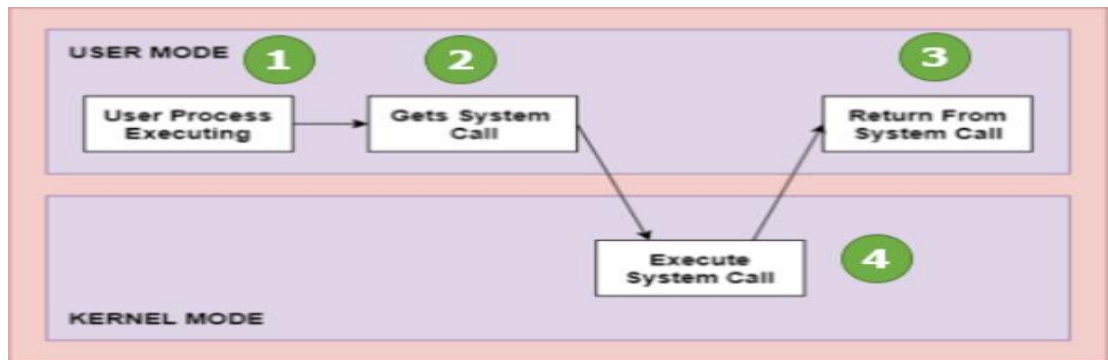 USER MODE
1
2
3
User Process
Executing
Gets System
Call
Return From
System Call
Execute
System Call
4
KERNEL MODE